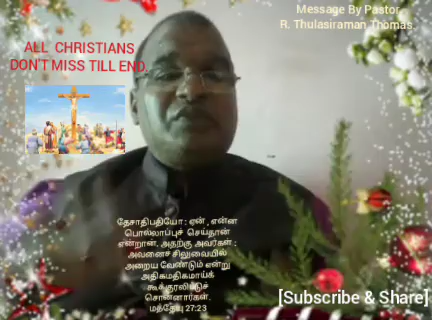 Message By Pastor
R. Thulasiraman Thomas.
ALL CHRISTIANS
DON'T MISS TILL END.
தேசாதிபதியோ : ஏன் , என்ன
பொல்லாப்புச் செய்தான்
என்றான். அதற்கு அவர்கள் :
அவனைச் சிலுவையில்
அறைய வேண்டும் என்று
அதிகமதிகமாய்க்
கூக்குரலிட்டுச்
சொன்னார்கள்.
மத்தேயு 27:23
[Subscribe & Share]